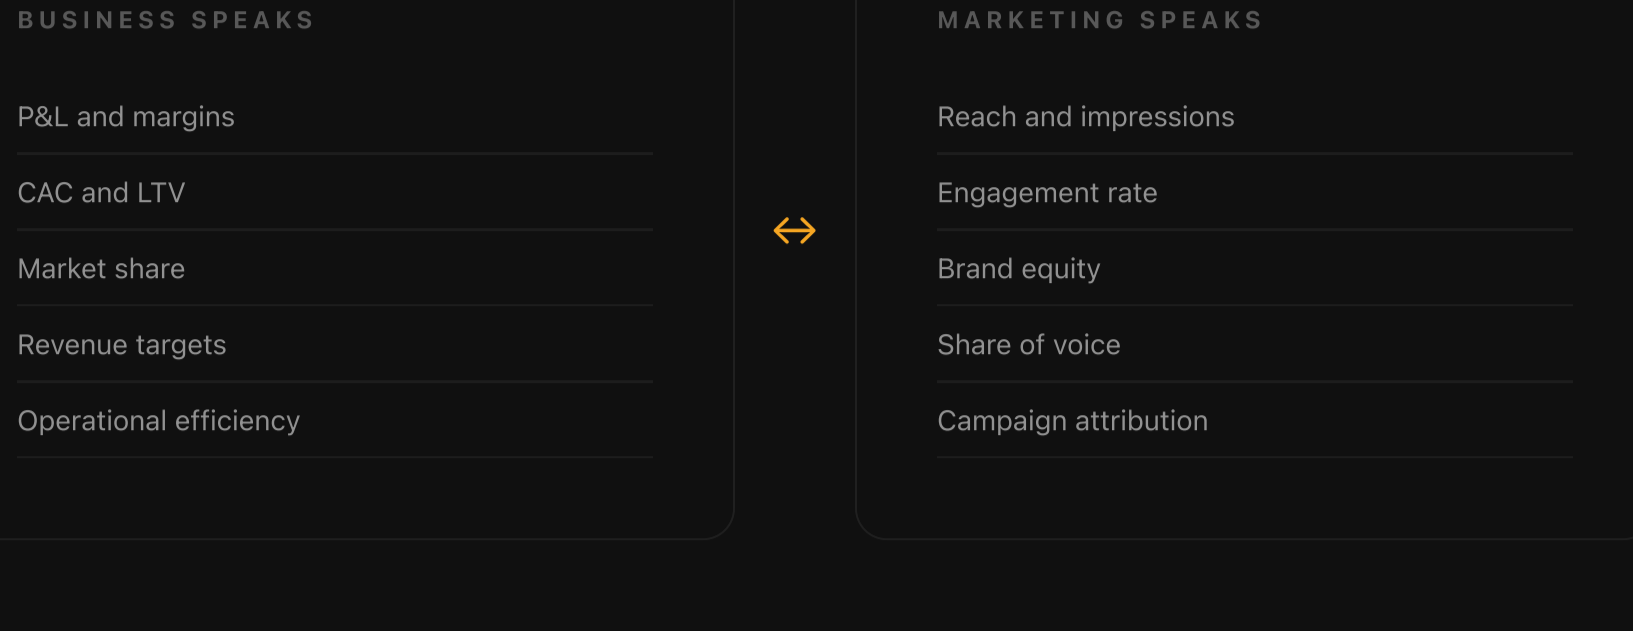 BUSINESS SPEAKS
P&L and margins
CAC and LTV
Market share
Revenue targets
Operational efficiency
MARKETING SPEAKS
Reach and impressions
Engagement rate
Brand equity
Share of voice
Campaign attribution